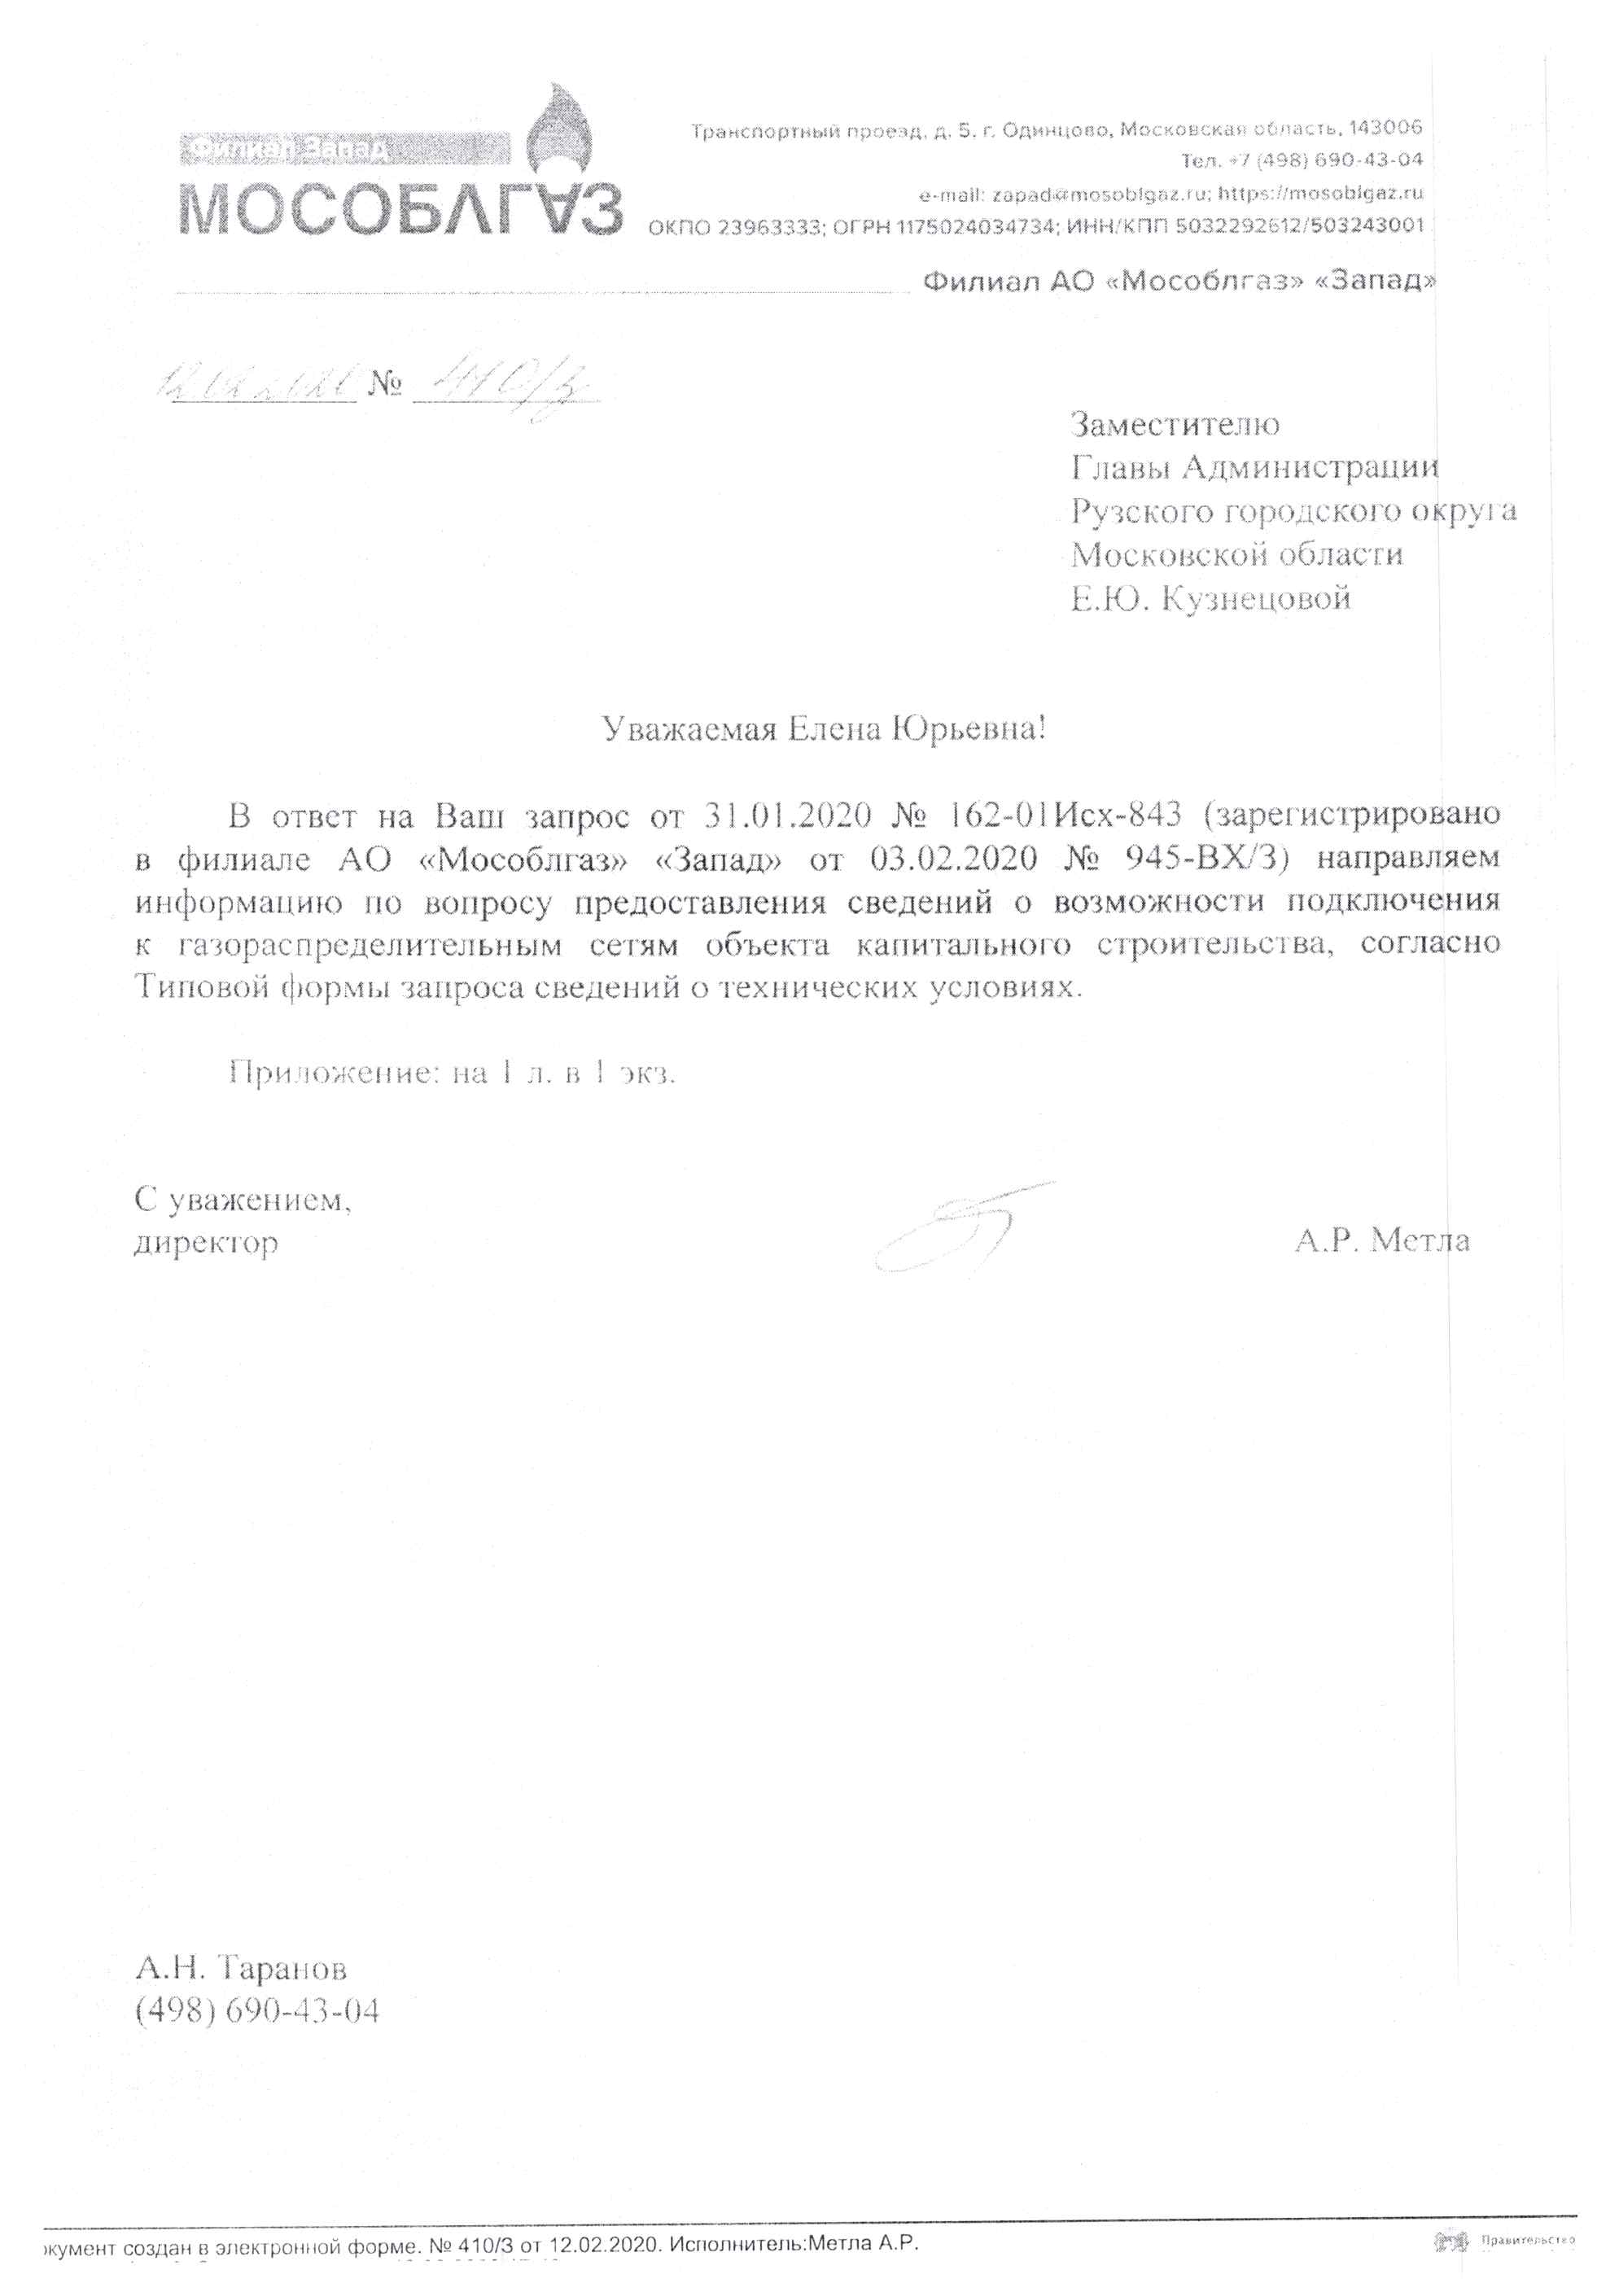 Филиал Запад
МОСОБЛГАЗ
Транспортный проезд, д. 5. г. Одинцово, Московская область, 143006
Тел. +7 (498) 690-43-04
e-mail: zapad@mosoblgaz.ru; https://mosoblgaz.ru
ОКПО 23963333; ОГРН 1175024034734; ИНН/КПП 5032292612/503243001
Филиал АО «Мособлгаз» «Запад»
12.02.2020 № 410/З
Заместителю
Главы Администрации
Рузского городского округа
Московской области
Е.Ю. Кузнецовой
Уважаемая Елена Юрьевна!
В ответ на Ваш запрос от 31.01.2020 № 162-01Исх-843 (зарегистрировано
в филиале АО «Мособлгаз» «Запад» от 03.02.2020 № 945-ВХ/З) направляем
информацию по вопросу предоставления сведений о возможности подключения
к газораспределительным сетям объекта капитального строительства, согласно
Типовой формы запроса сведений о технических условиях.
Приложение: на 1 л. в 1 экз.
С уважением,
директор
А.Р. Метла
А.Н. Таранов
(498) 690-43-04
кумент создан в электронной форме. № 410/З от 12.02.2020. Исполнитель:Метла А.Р.
Правительство